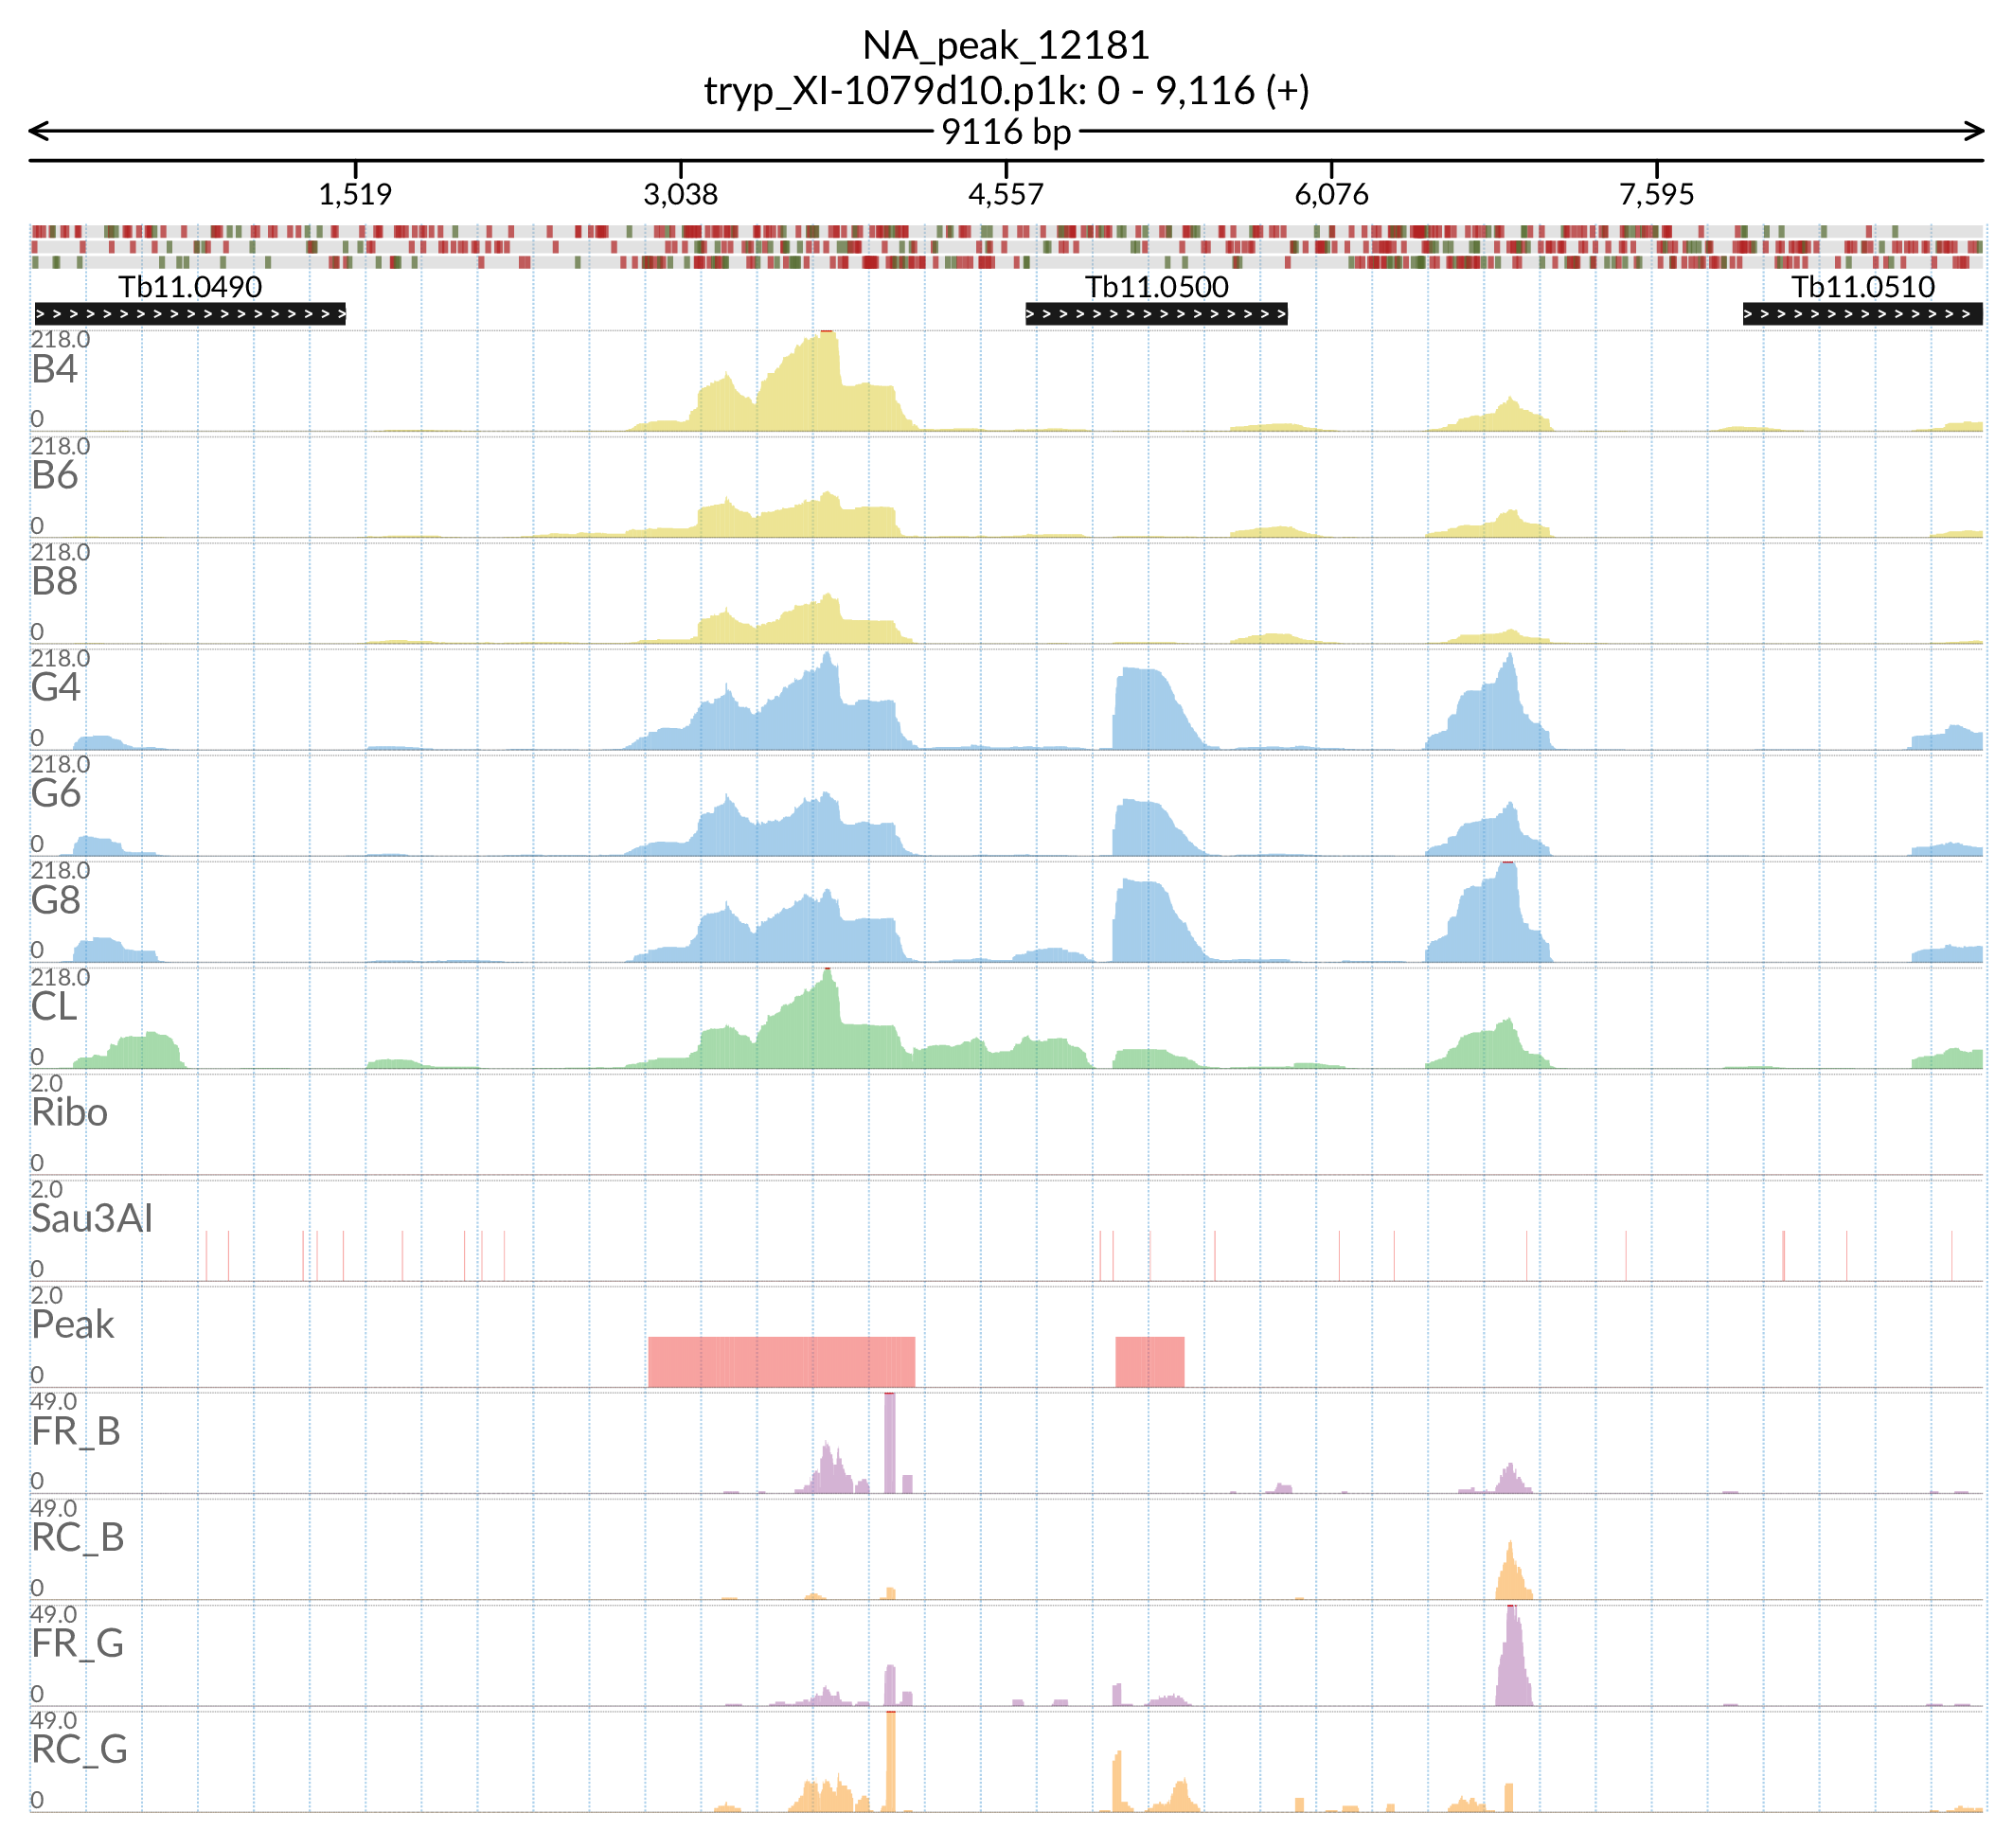 NA_peak_12181
tryp_XI-1079d10.p1k: 0 - 9,116 (+)
9116 bp
1,519 3,038 4,557 6,076 7,595
Tb11.0490 Tb11.0500 Tb11.0510
218.0
B4
0
218.0
B6
0
218.0
B8
0
218.0
G4
0
218.0
G6
0
218.0
G8
0
218.0
CL
0
2.0
Ribo
0
2.0
Sau3AI
0
2.0
Peak
0
49.0
FR_B
0
49.0
RC_B
0
49.0
FR_G
0
49.0
RC_G
0